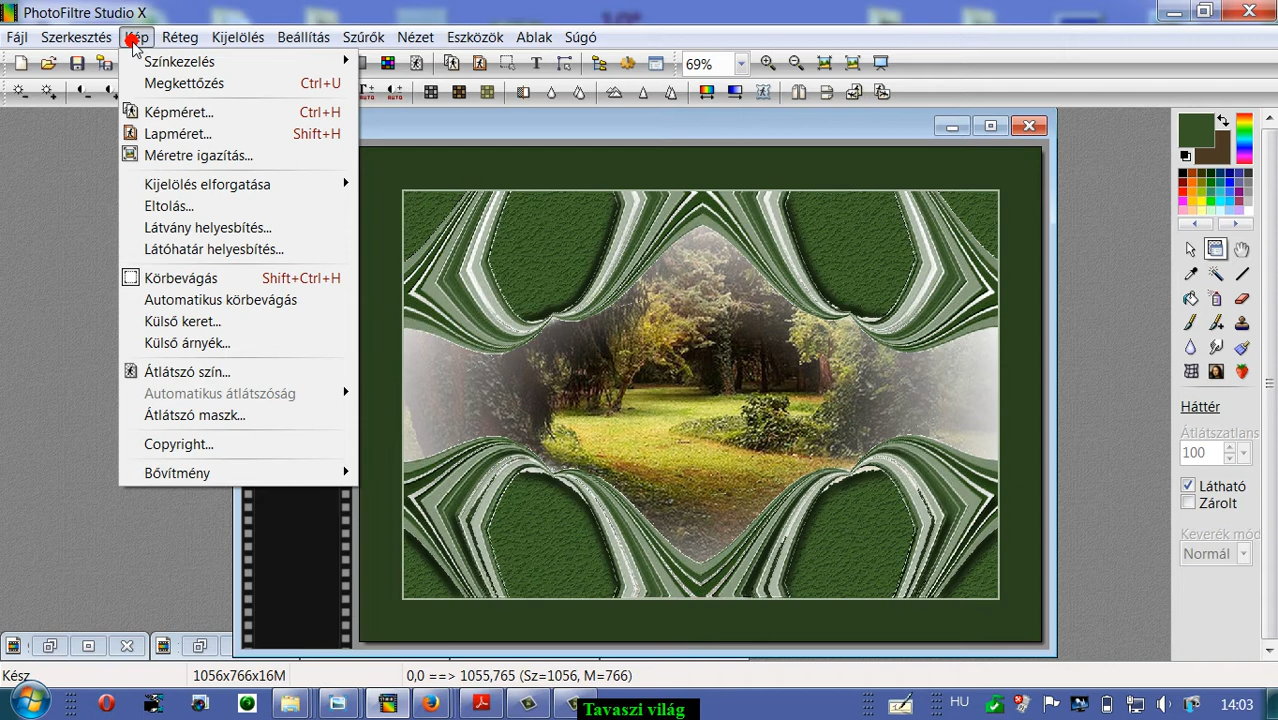 PhotoFiltre Studio X
Fájl Szerkesztés Kép Réteg Kijelölés Beállítás Szűrők Nézet Eszközök Ablak Súgó
69%
Színkezelés
Megkettőzés Ctrl+U
Képméret... Ctrl+H
Lapméret... Shift+H
Méretre igazítás...
Kijelölés elforgatása
Eltolás...
Látvány helyesbítés...
Látóhatár helyesbítés...
Körbevágás Shift+Ctrl+H
Automatikus körbevágás
Külső keret...
Külső árnyék...
Átlátszó szín...
Automatikus átlátszóság
Átlátszó maszk...
Copyright...
Bővítmény
AUTO AUTO
Háttér
Átlátszatlans
100
Látható
Zárolt
Keverék mód
Normál
Kész 1056x766x16M 0,0 ==> 1055,765 (Sz=1056, M=766)
HU 14:03
Tavaszi világ